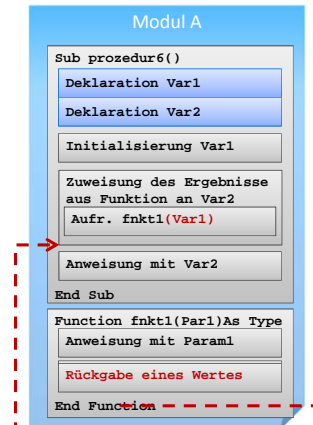 Modul A
Sub prozedur6()
Deklaration Var1
Deklaration Var2
Initialisierung Var1
Zuweisung des Ergebnisse
aus Funktion an Var2
Aufr. fnkt1(Var1)
Anweisung mit Var2
End Sub
Function fnkt1(Par1)As Type
Anweisung mit Param1
Rückgabe eines Wertes
End Function